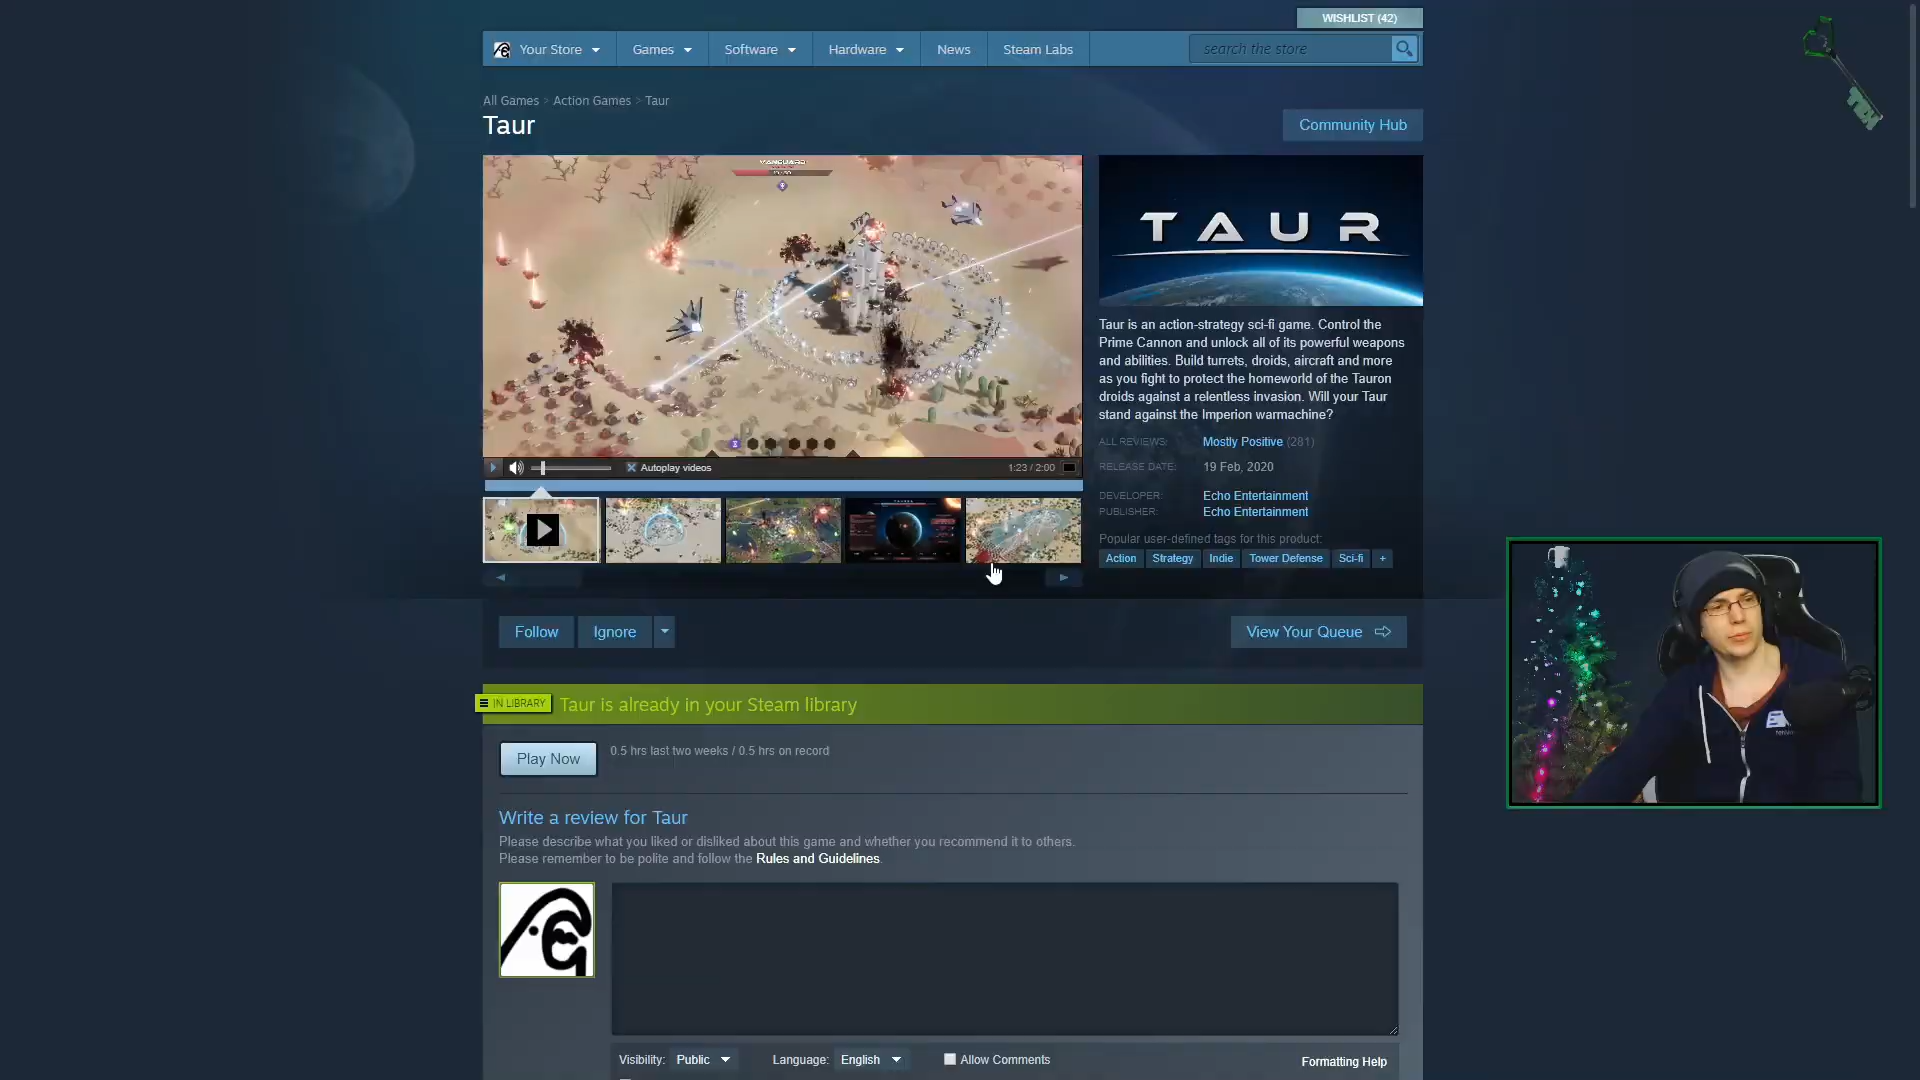 WISHLIST (42)
Your Store
Games
Software
Hardware
News
Steam Labs
search the store
All Games > Action Games > Taur
Taur
Community Hub
VANGUARD
TAUR
Taur is an action-strategy sci-fi game. Control the
Prime Cannon and unlock all of its powerful weapons
and abilities. Build turrets, droids, aircraft and more
as you fight to protect the homeworld of the Tauron
droids against a relentless invasion. Will your Taur
stand against the Imperion warmachine?
ALL REVIEWS: Mostly Positive (281)
RELEASE DATE: 19 Feb, 2020
DEVELOPER: Echo Entertainment
PUBLISHER: Echo Entertainment
Popular user-defined tags for this product:
Action Strategy Indie Tower Defense Sci-fi +
Autoplay videos
1:23 / 2:00
Follow
Ignore
View Your Queue
IN LIBRARY
Taur is already in your Steam library
Play Now
0.5 hrs last two weeks / 0.5 hrs on record
Write a review for Taur
Please describe what you liked or disliked about this game and whether you recommend it to others.
Please remember to be polite and follow the Rules and Guidelines.
Visibility: Public
Language: English
Allow Comments
Formatting Help